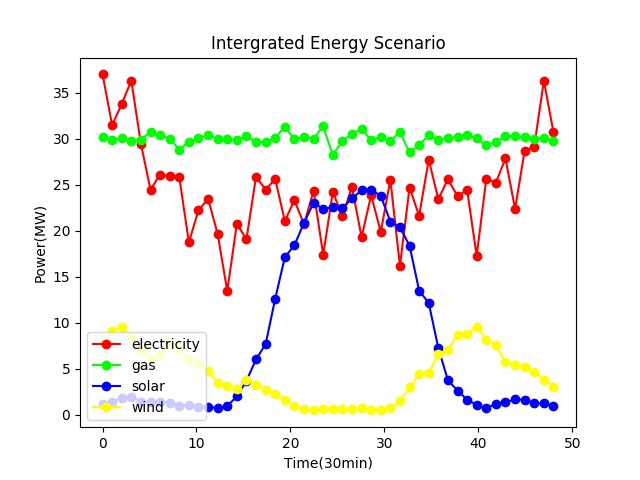 Intergrated Energy Scenario
Power(MW)
35
30
25
20
15
10
5
0
electricity
gas
solar
wind
0 10 20 30 40 50
Time(30min)